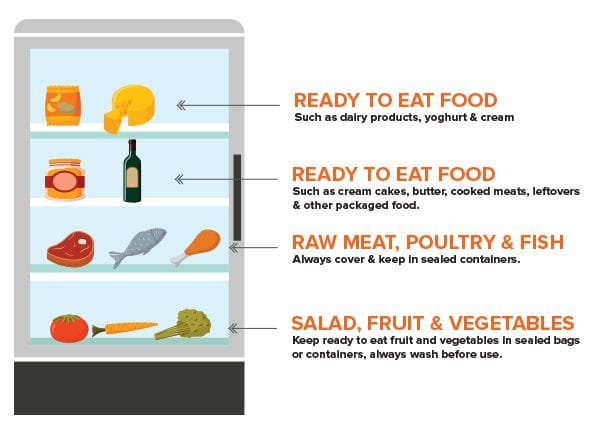 READY TO EAT FOOD
Such as dairy products, yoghurt & cream
READY TO EAT FOOD
Such as cream cakes, butter, cooked meats, leftovers
& other packaged food.
RAW MEAT, POULTRY & FISH
Always cover & keep in sealed containers.
SALAD, FRUIT & VEGETABLES
Keep ready to eat fruit and vegetables in sealed bags
or containers, always wash before use.